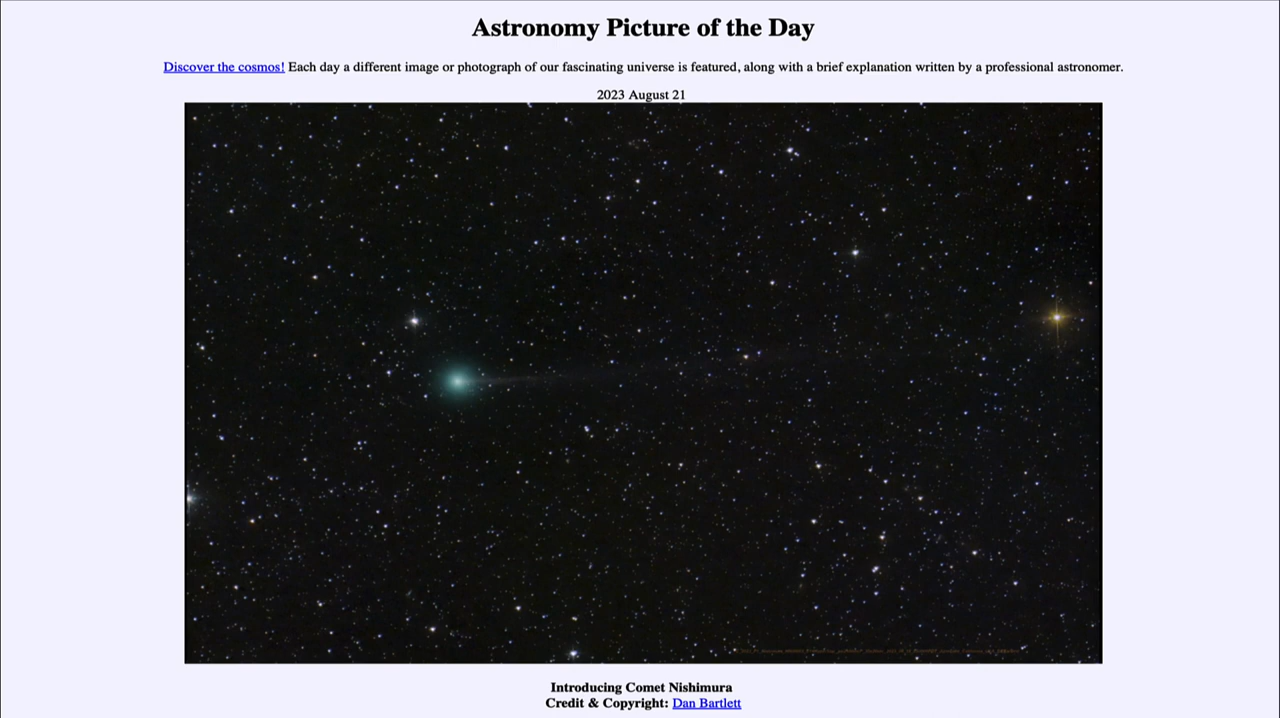 Astronomy Picture of the Day
Discover the cosmos! Each day a different image or photograph of our fascinating universe is featured, along with a brief explanation written by a professional astronomer.
2023 August 21
Introducing Comet Nishimura
Credit & Copyright: Dan Bartlett